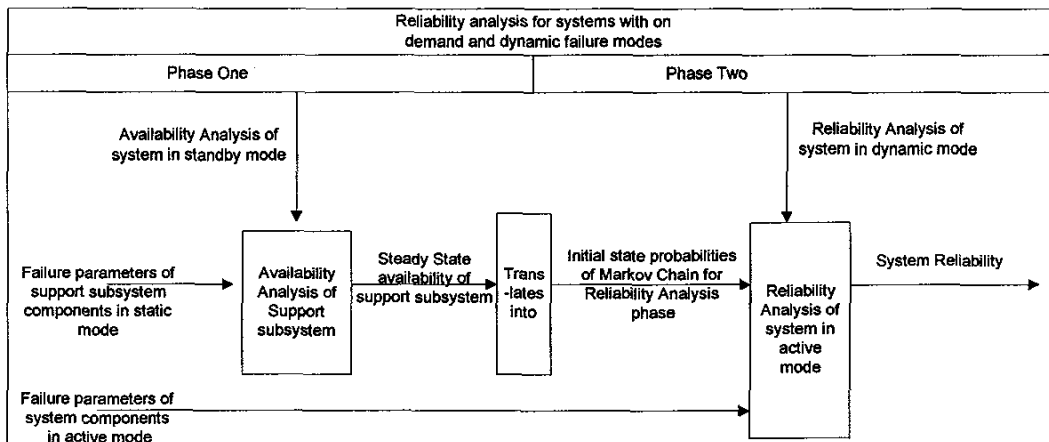 Reliability analysis for systems with on
demand and dynamic failure modes
Phase One
Phase Two
Availability Analysis of
system in standby mode
Reliability Analysis of
system in dynamic mode
Failure parameters of
support subsystem
components in static
mode
Availability
Analysis of
Support
subsystem
Steady State
availability of
support subsystem
Trans
-lates
into
Initial state probabilities
of Markov Chain for
Reliability Analysis
phase
Reliability
Analysis of
system in
active
mode
System Reliability
Failure parameters of
system components
in active mode